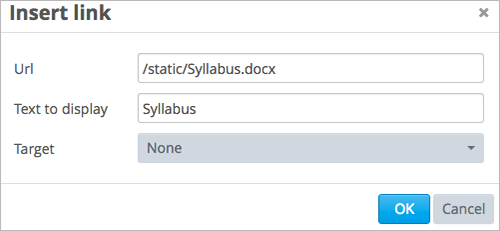 Insert link
Url /static/Syllabus.docx
Text to display Syllabus
Target None
OK Cancel